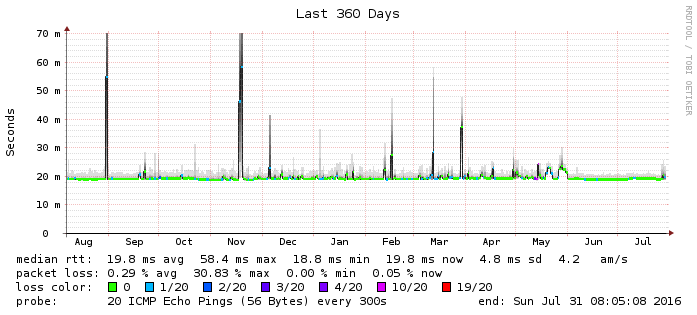 Last 360 Days
RRDTOOL / TOBI OETIKER
Seconds
70 m
60 m
50 m
40 m
30 m
20 m
10 m
0
Aug Sep Oct Nov Dec Jan Feb Mar Apr May Jun Jul
median rtt: 19.8 ms avg 58.4 ms max 18.8 ms min 19.8 ms now 4.8 ms sd 4.2 am/s
packet loss: 0.29 % avg 30.83 % max 0.00 % min 0.05 % now
loss color: 0 1/20 2/20 3/20 4/20 10/20 19/20
probe: 20 ICMP Echo Pings (56 Bytes) every 300s end: Sun Jul 31 08:05:08 2016